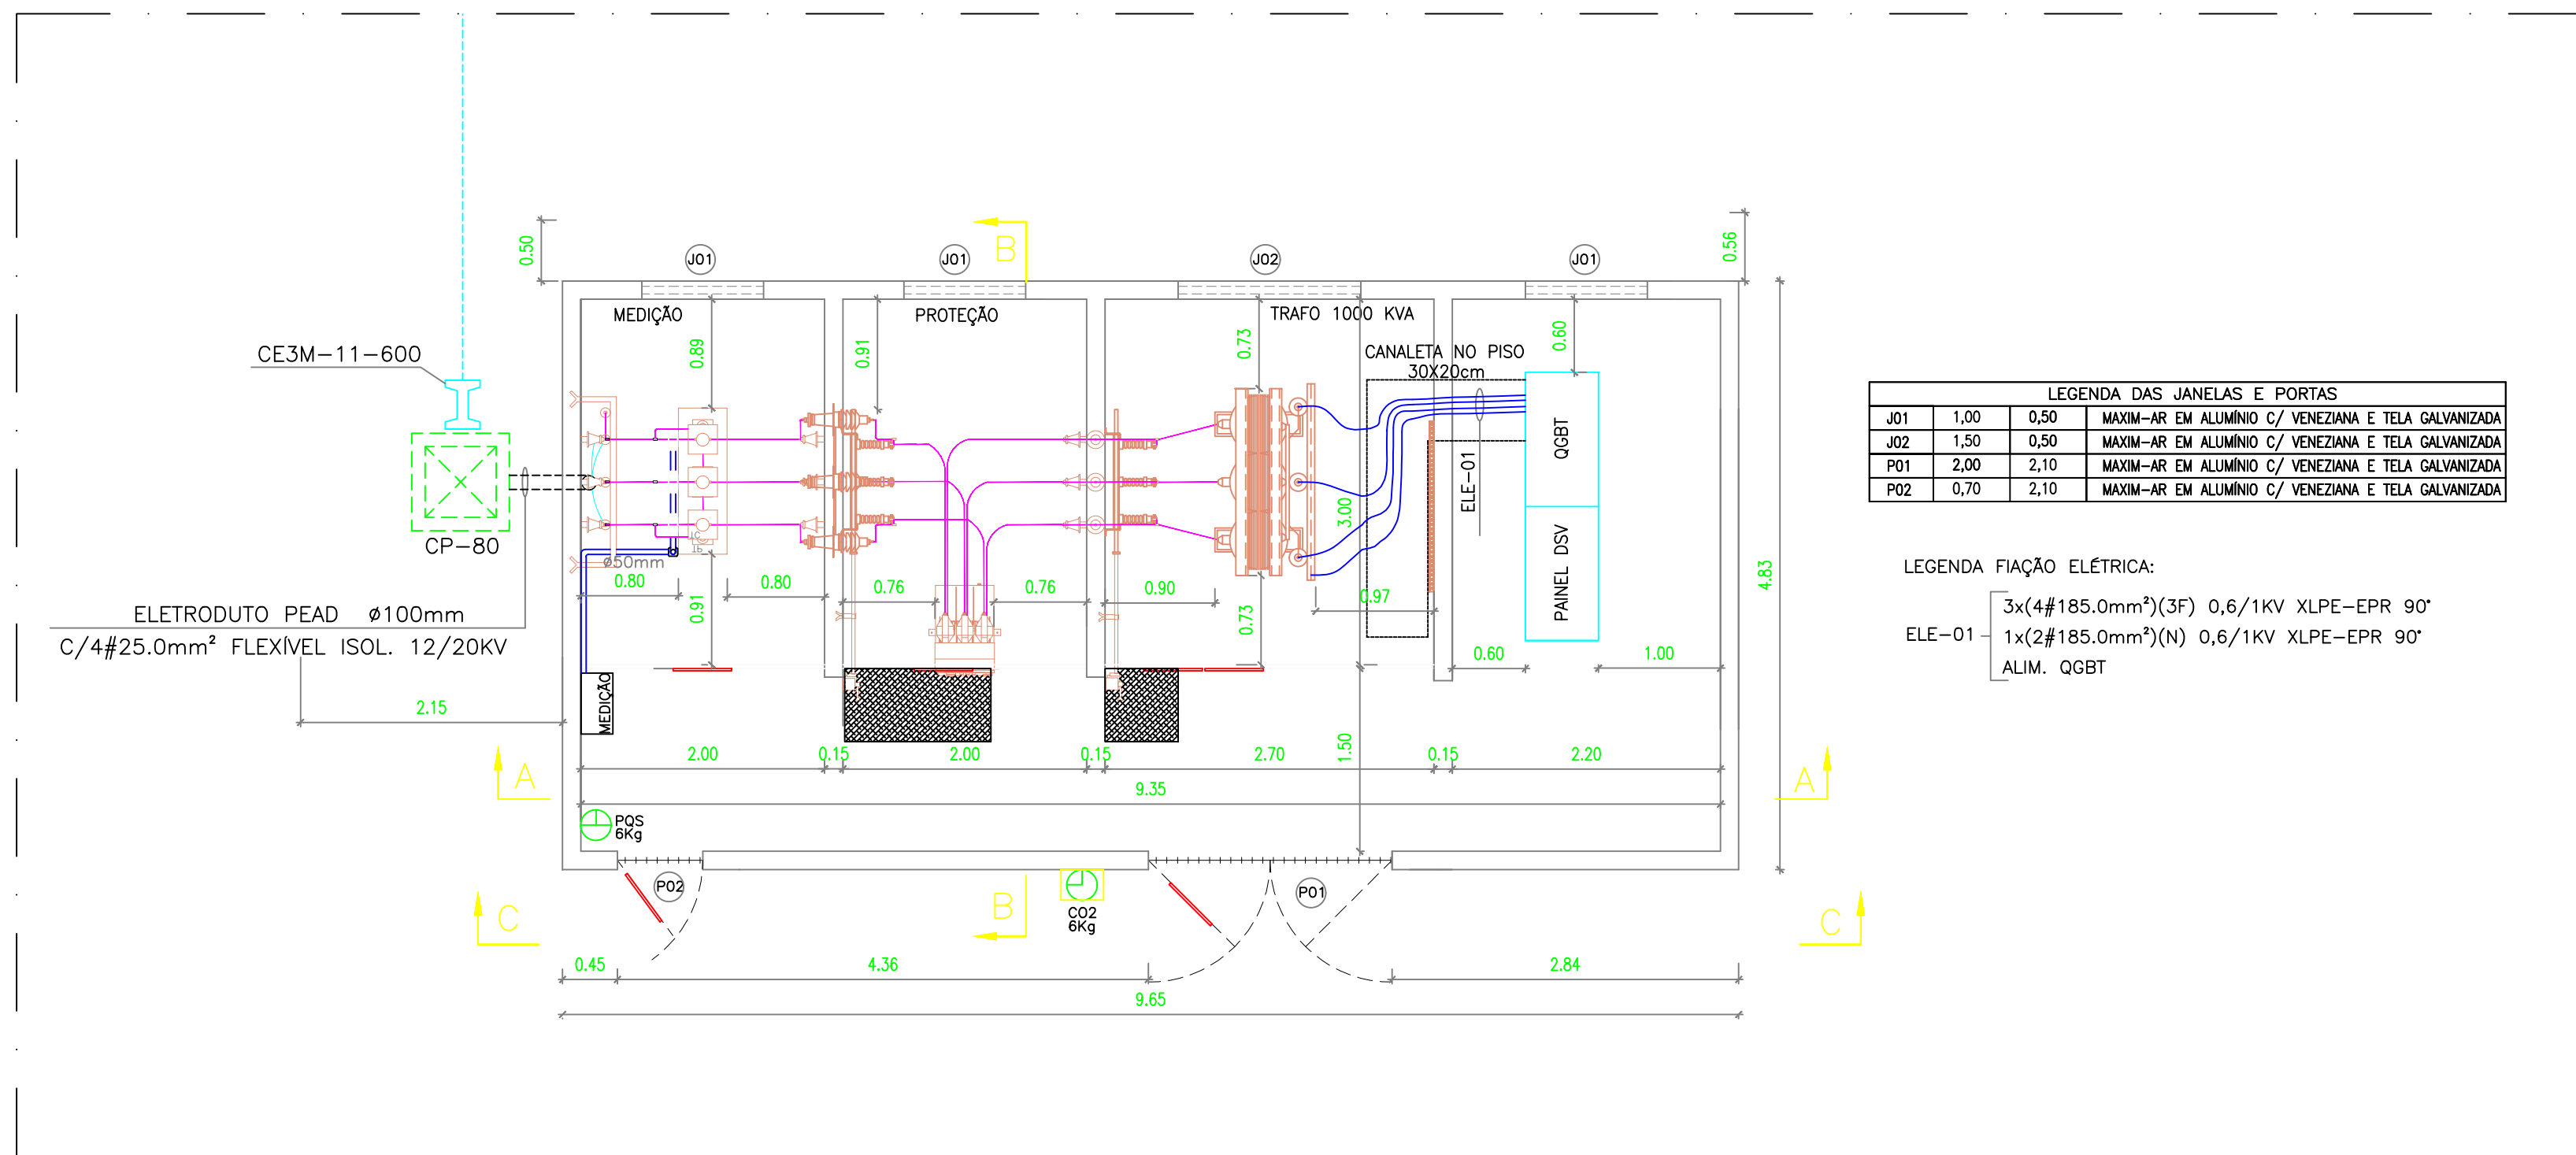 B
0.50
0.56
J01
J01
J02
J01
MEDIÇÃO
PROTEÇÃO
TRAFO 1000 KVA
0.89
0.91
0.73
0.60
CANALETA NO PISO
30X20cm
CE3M-11-600
CP-80
ELETRODUTO PEAD ø100mm
C/4#25.0mm² FLEXÍVEL ISOL. 12/20KV
2.15
ø50mm
1C
0.80
0.91
0.80
0.76
0.76
0.90
0.73
0.97
3.00
ELE-01
QGBT
PAINEL DSV
0.60
1.00
4.83
MEDIÇÃO
2.00
0.15
2.00
0.15
2.70
1.50
0.15
2.20
9.35
A
A
PQS
6Kg
P02
P01
CO2
6Kg
B
C
C
0.45
4.36
2.84
9.65
LEGENDA DAS JANELAS E PORTAS
J01 1,00 0,50 MAXIM-AR EM ALUMÍNIO C/ VENEZIANA E TELA GALVANIZADA
J02 1,50 0,50 MAXIM-AR EM ALUMÍNIO C/ VENEZIANA E TELA GALVANIZADA
P01 2,00 2,10 MAXIM-AR EM ALUMÍNIO C/ VENEZIANA E TELA GALVANIZADA
P02 0,70 2,10 MAXIM-AR EM ALUMÍNIO C/ VENEZIANA E TELA GALVANIZADA
LEGENDA FIAÇÃO ELÉTRICA:
ELE-01
3x(4#185.0mm²)(3F) 0,6/1KV XLPE-EPR 90°
1x(2#185.0mm²)(N) 0,6/1KV XLPE-EPR 90°
ALIM. QGBT